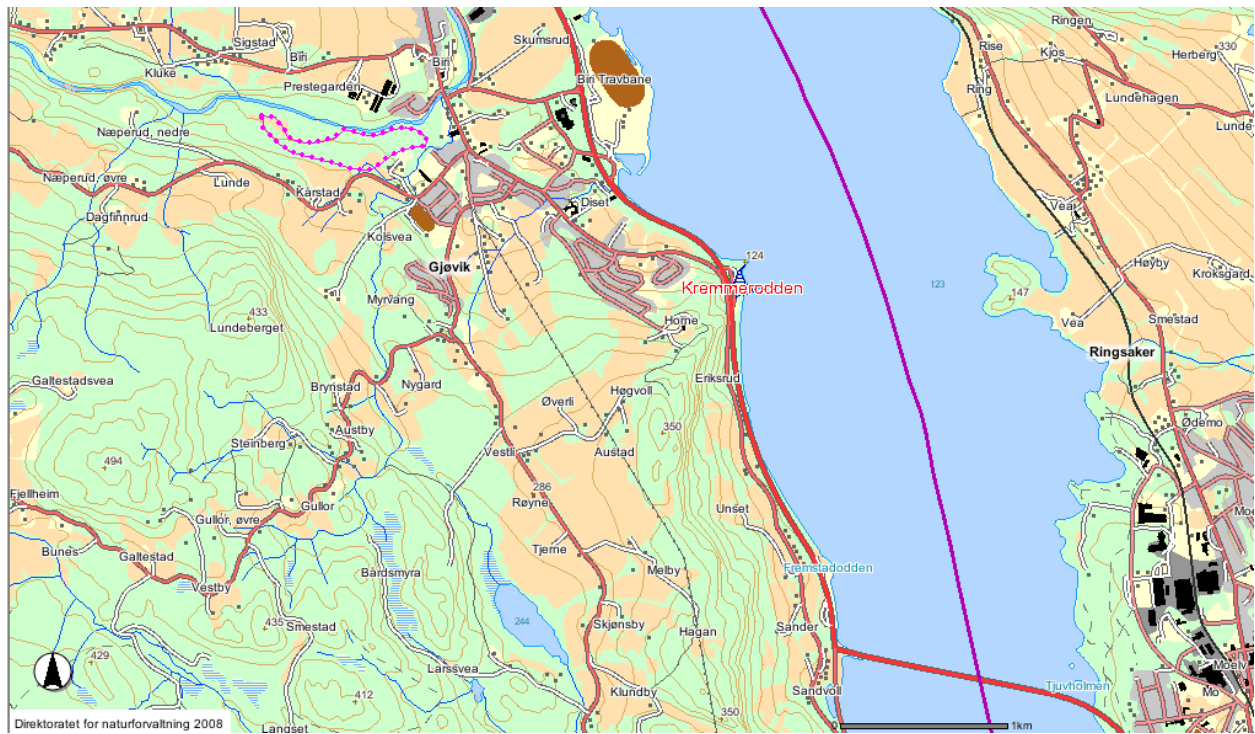 Sigstad
Skumsrud
Rise
Ringen
Kjos
Herberg
330
Kluke
Biri
Biri
Biri Travbane
Prestegarden
Ring
Lundehagen
Næperud, nedre
Næperud, øvre
Lunde
Kårstad
Dagfinnrud
Diset
Kolsvea
Vea
Gjøvik
124
Høyby
Kroksgard
Kremmerodden
123
147
Myrvang
433
Lundeberget
Horne
Vea
Smestad
Ringsaker
Galtestadsvea
Brynstad
Nygard
Eriksrud
Øverli
Høgvoll
Austby
Steinberg
350
Ødemo
494
Vestli
Austad
Fjellheim
286
Røyne
Gullor
Unset
Gullor, øvre
Bunes
Galtestad
Tjerne
Bårdsmyra
Melby
Fremstadodden
Vestby
435
Smestad
244
Skjønsby
Hagan
Sander
429
Larssvea
Moelv
Mo
412
Klundby
Sandvoll
Tjuvholmen
350
Langset
Direktoratet for naturforvaltning 2008
0 1km